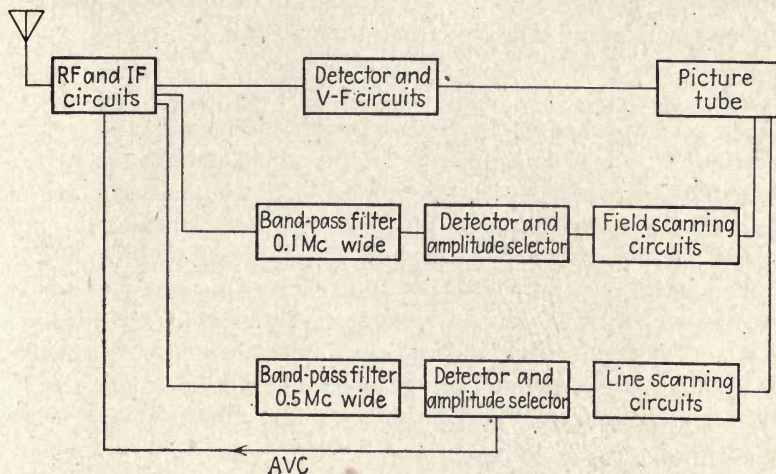 RF and IF
circuits
Detector and
V-F circuits
Picture
tube
Band-pass filter
0.1 Mc wide
Detector and
amplitude selector
Field scanning
circuits
Band-pass filter
0.5 Mc wide
Detector and
amplitude selector
Line scanning
circuits
AVC